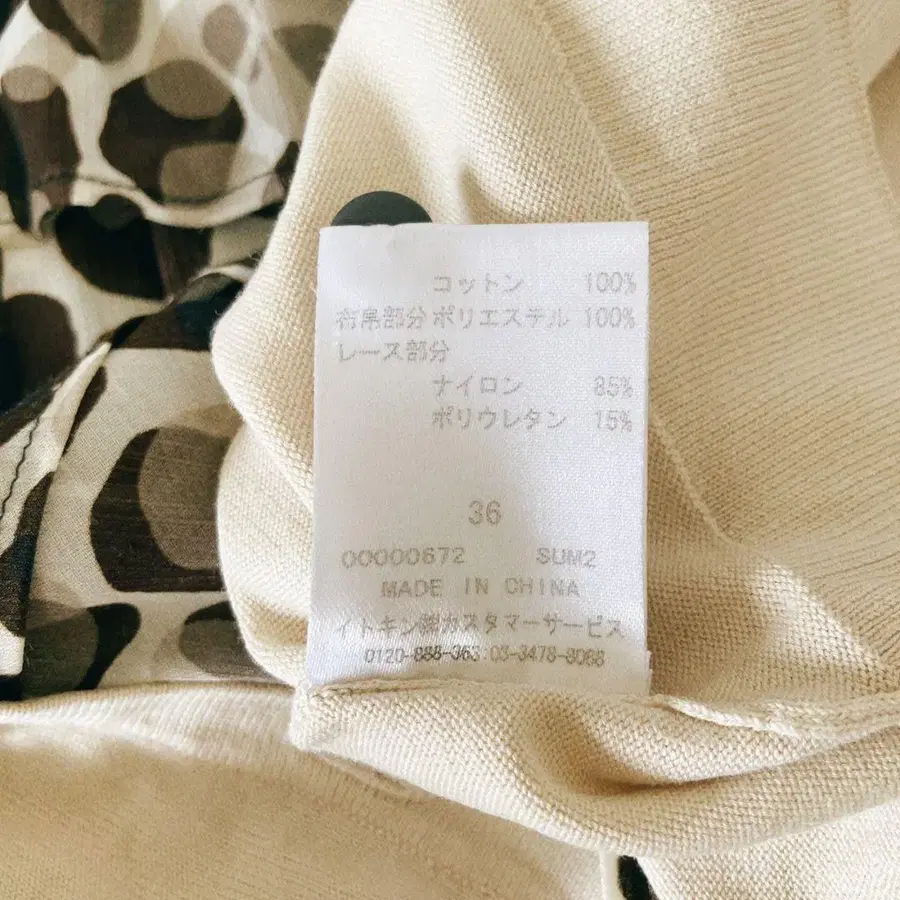 コットン 100%
布帛部分 ポリエステル 100%
レース部分
ナイロン 85%
ポリウレタン 15%
36
00000672 SUM2
MADE IN CHINA
イトキン㈱カスタマーサービス
0120-888-363:03-3478-8088